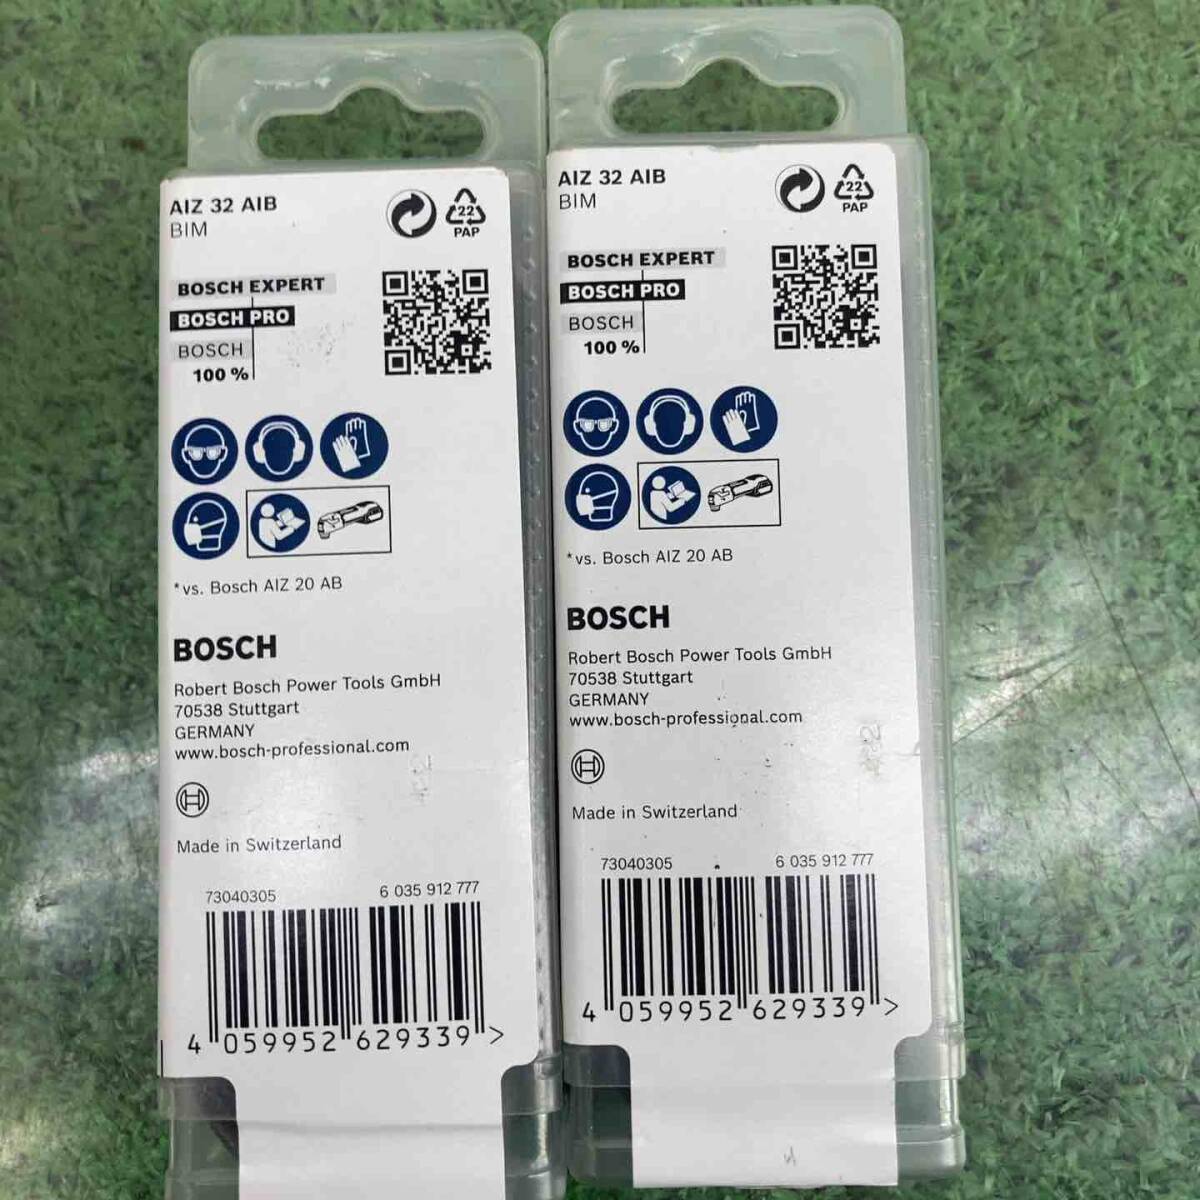 AIZ 32 AIB
BIM
22
PAP
BOSCH EXPERT
BOSCH PRO
BOSCH
100 %
*vs. Bosch AIZ 20 AB
BOSCH
Robert Bosch Power Tools GmbH
70538 Stuttgart
GERMANY
www.bosch-professional.com
Made in Switzerland
73040305 6 035 912 777
4 059952 629339 >
AIZ 32 AIB
BIM
22
PAP
BOSCH EXPERT
BOSCH PRO
BOSCH
100 %
*vs. Bosch AIZ 20 AB
BOSCH
Robert Bosch Power Tools GmbH
70538 Stuttgart
GERMANY
www.bosch-professional.com
Made in Switzerland
73040305 6 035 912 777
4 059952 629339 >